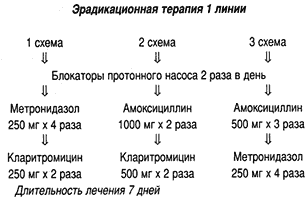 Эрадикационная терапия 1 линии
1 схема 2 схема 3 схема
⇓ ⇓ ⇓
Блокаторы протонного насоса 2 раза в день
⇓ ⇓ ⇓
Метронидазол Амоксициллин Амоксициллин
250 мг х 4 раза 1000 мг х 2 раза 500 мг х 3 раза
⇓ ⇓ ⇓
Кларитромицин Кларитромицин Метронидазол
250 мг х 2 раза 500 мг х 2 раза 250 мг х 4 раза
Длительность лечения 7 дней